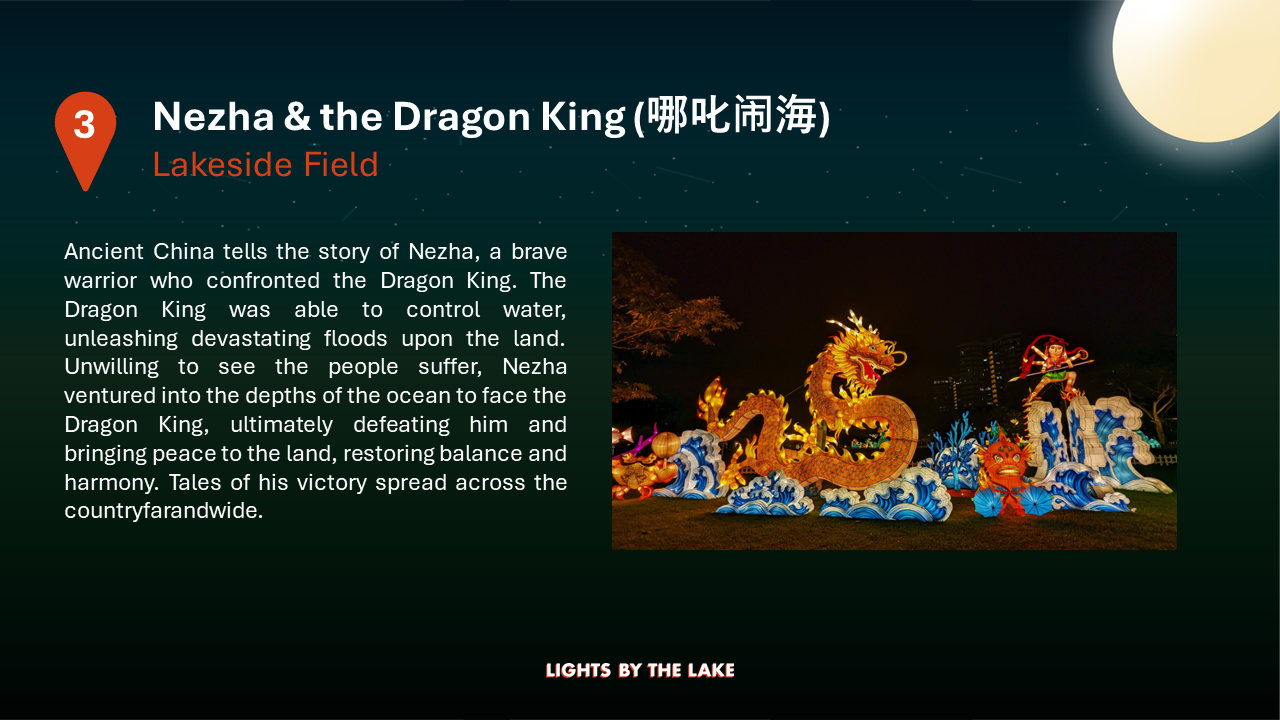 3
Nezha & the Dragon King (哪叱闹海)
Lakeside Field
Ancient China tells the story of Nezha, a brave
warrior who confronted the Dragon King. The
Dragon King was able to control water,
unleashing devastating floods upon the land.
Unwilling to see the people suffer, Nezha
ventured into the depths of the ocean to face the
Dragon King, ultimately defeating him and
bringing peace to the land, restoring balance and
harmony. Tales of his victory spread across the
countryfarandwide.
LIGHTS BY THE LAKE